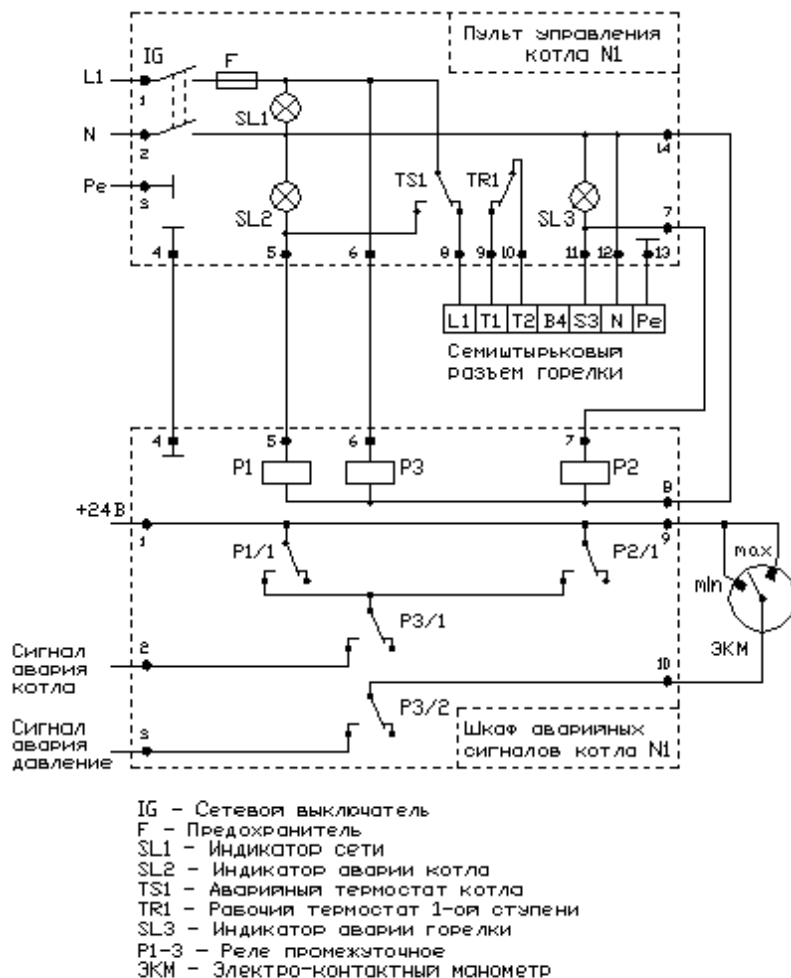 Пульт управления
котла N1
IG
F
L1
1
SL1
N
2
14
Pe
3
TS1
TR1
SL2
SL3
7
4
5
6
8
9
10
11
12
13
L1 T1 T2 B4 S3 N Pe
Семиштырьковый
разъем горелки
4
5
6
7
P1
P3
P2
8
+24В
1
9
P1/1
P2/1
max
min
P3/1
ЭКМ
Сигнал
авария
котла
2
10
P3/2
Сигнал
авария
давление
3
Шкаф аварийных
сигналов котла N1
IG - Сетевой выключатель
F - Предохранитель
SL1 - Индикатор сети
SL2 - Индикатор аварии котла
TS1 - Аварийный термостат котла
TR1 - Рабочий термостат 1-ой ступени
SL3 - Индикатор аварии горелки
P1-3 - Реле промежуточное
ЭКМ - Электро-контактный манометр